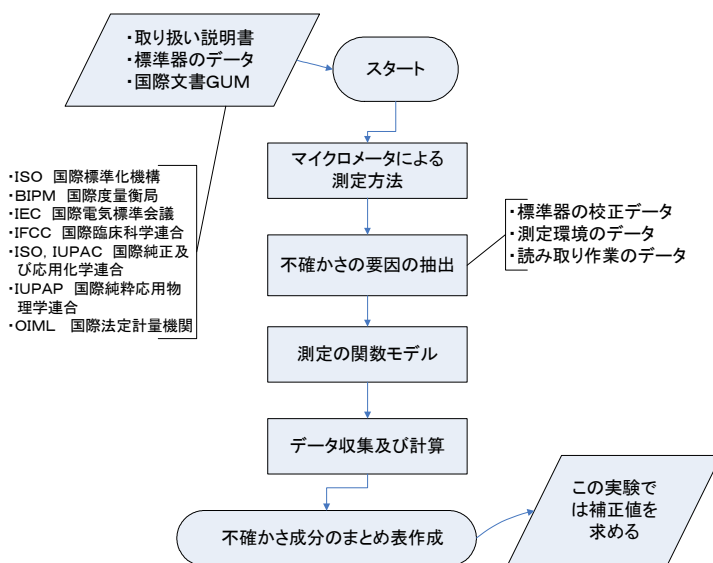 ・取り扱い説明書
・標準器のデータ
・国際文書GUM
スタート
・ISO 国際標準化機構
・BIPM 国際度量衡局
・IEC 国際電気標準会議
・IFCC 国際臨床科学連合
・ISO, IUPAC 国際純正及
び応用化学連合
・IUPAP 国際純粋応用物
理学連合
・OIML 国際法定計量機関
マイクロメータによる
測定方法
不確かさの要因の抽出
・標準器の校正データ
・測定環境のデータ
・読み取り作業のデータ
測定の関数モデル
データ収集及び計算
不確かさ成分のまとめ表作成
この実験で
は補正値を
求める